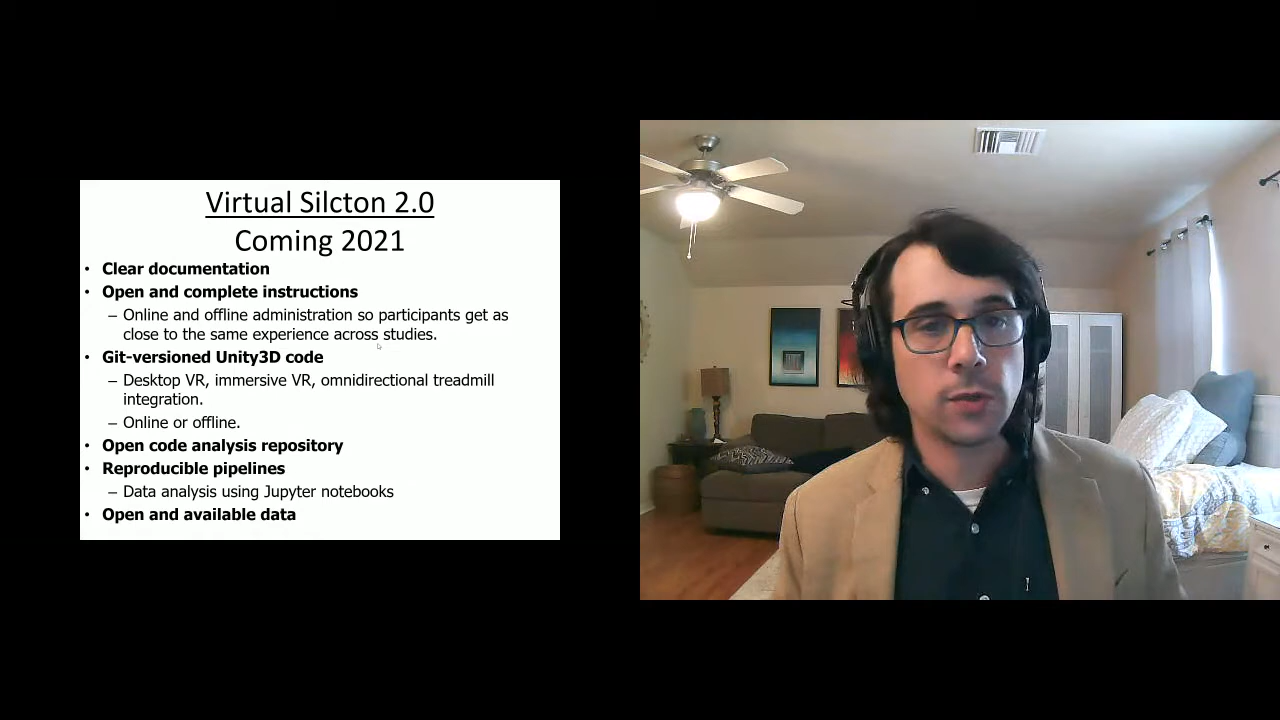 Virtual Silcton 2.0
Coming 2021
• Clear documentation
• Open and complete instructions
– Online and offline administration so participants get as
close to the same experience across studies.
• Git-versioned Unity3D code
– Desktop VR, immersive VR, omnidirectional treadmill
integration.
– Online or offline.
• Open code analysis repository
• Reproducible pipelines
– Data analysis using Jupyter notebooks
• Open and available data